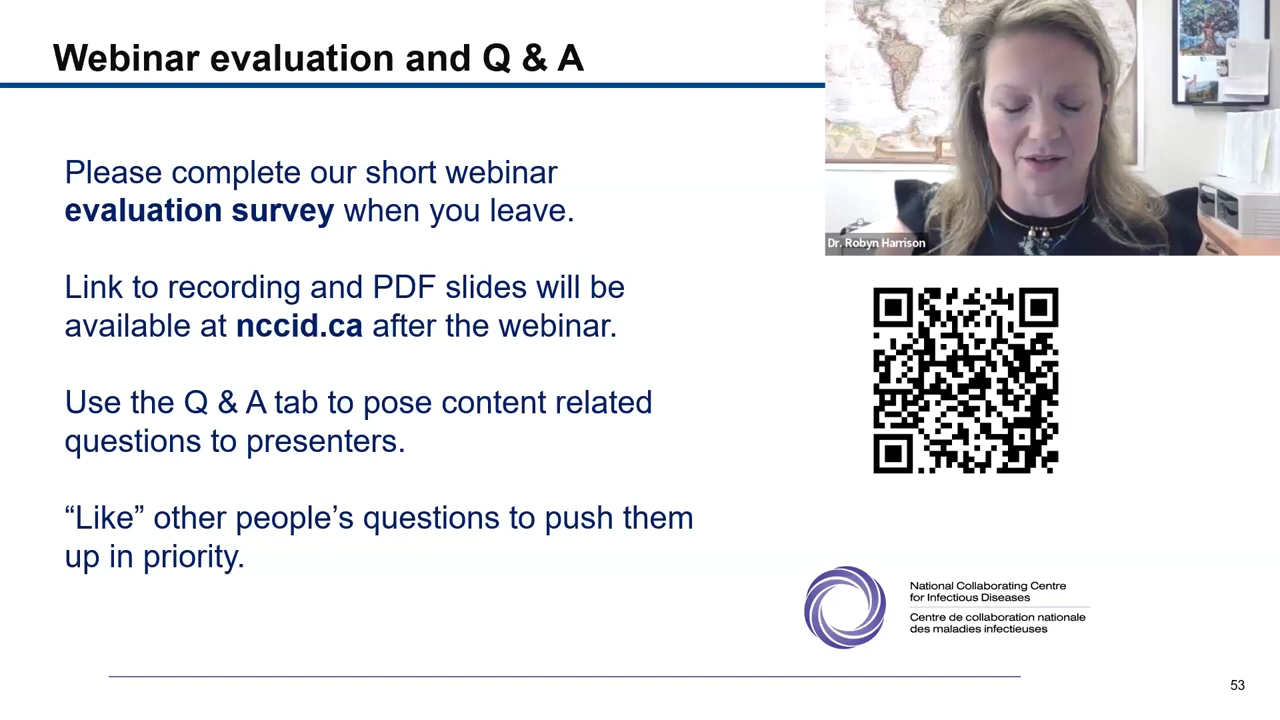 Webinar evaluation and Q & A
Please complete our short webinar
evaluation survey when you leave.
Link to recording and PDF slides will be
available at nccid.ca after the webinar.
Use the Q & A tab to pose content related
questions to presenters.
“Like” other people’s questions to push them
up in priority.
Dr. Robyn Harrison
National Collaborating Centre
for Infectious Diseases
Centre de collaboration nationale
des maladies infectieuses
53